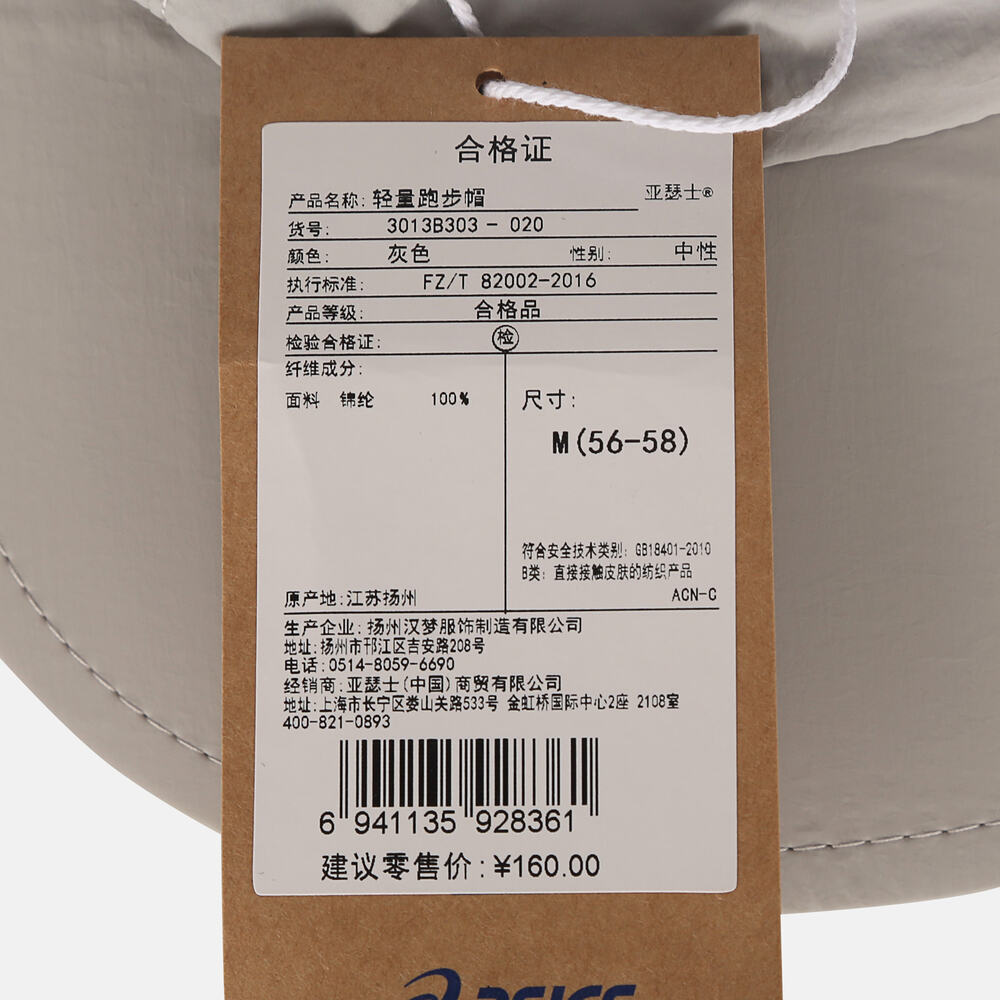 合格证
产品名称: 轻量跑步帽 亚瑟士®
货号: 3013B303 - 020
颜色: 灰色 性别: 中性
执行标准: FZ/T 82002-2016
产品等级: 合格品
检验合格证: 检
纤维成分:
面料 锦纶 100%
尺寸:
M(56-58)
符合安全技术类别: GB18401-2010
B类: 直接接触皮肤的纺织产品
ACN-C
原产地:江苏扬州
生产企业: 扬州汉梦服饰制造有限公司
地址: 扬州市邗江区吉安路208号
电话: 0514-8059-6690
经销商: 亚瑟士(中国)商贸有限公司
地址: 上海市长宁区娄山关路533号 金虹桥国际中心2座 2108室
400-821-0893
6 941135 928361
建议零售价: ¥160.00
ASICS